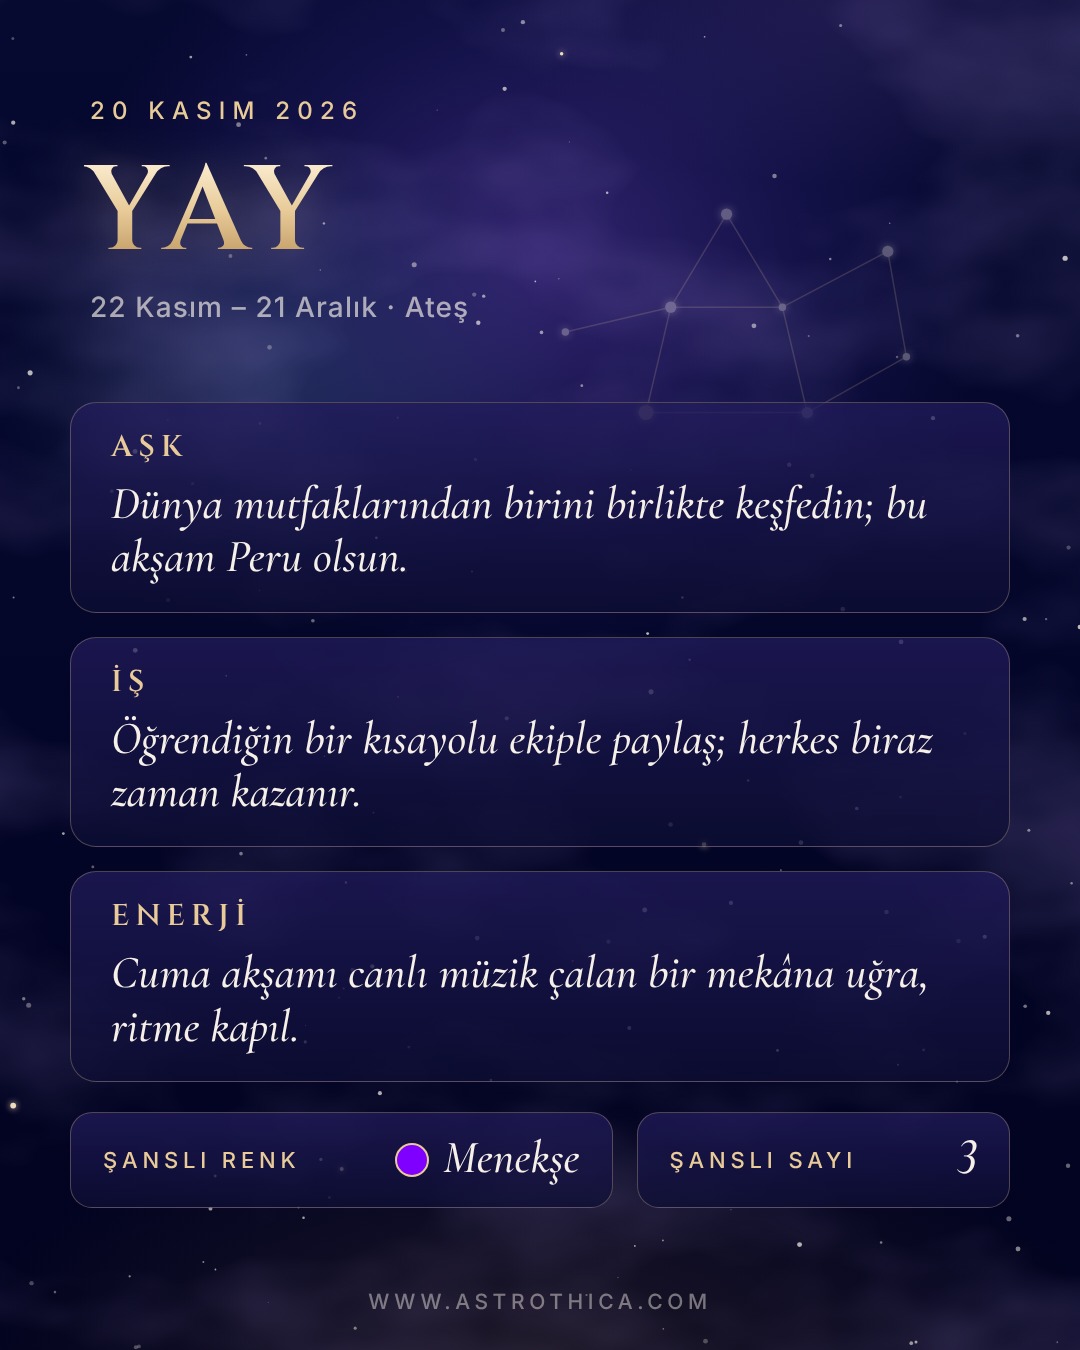 20 KASIM 2026
YAY
22 Kasım – 21 Aralık · Ateş
AŞK
Dünya mutfaklarından birini birlikte keşfedin; bu
akşam Peru olsun.
İŞ
Öğrendiğin bir kısayolu ekiple paylaş; herkes biraz
zaman kazanır.
ENERJİ
Cuma akşamı canlı müzik çalan bir mekâna uğra,
ritme kapıl.
ŞANSLI RENK Menekşe
ŞANSLI SAYI 3
WWW.ASTROTHICA.COM